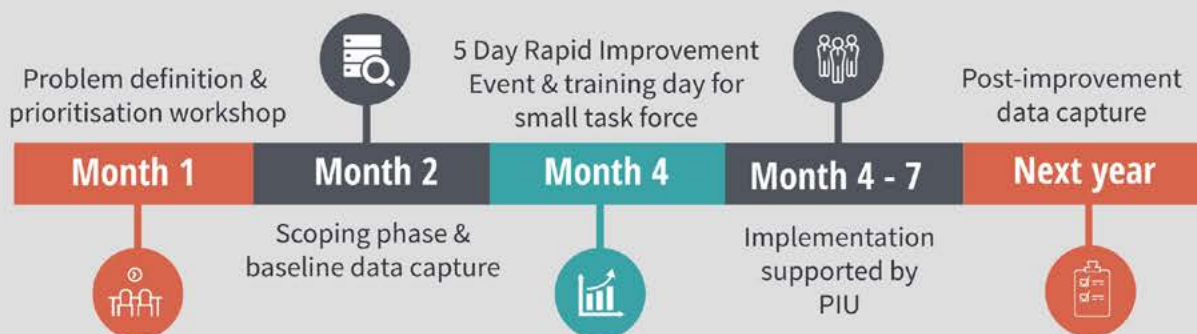 Problem definition &
prioritisation workshop
Month 1
Month 2
Scoping phase &
baseline data capture
5 Day Rapid Improvement
Event & training day for
small task force
Month 4
Month 4 - 7
Implementation
supported by
PIU
Post-improvement
data capture
Next year